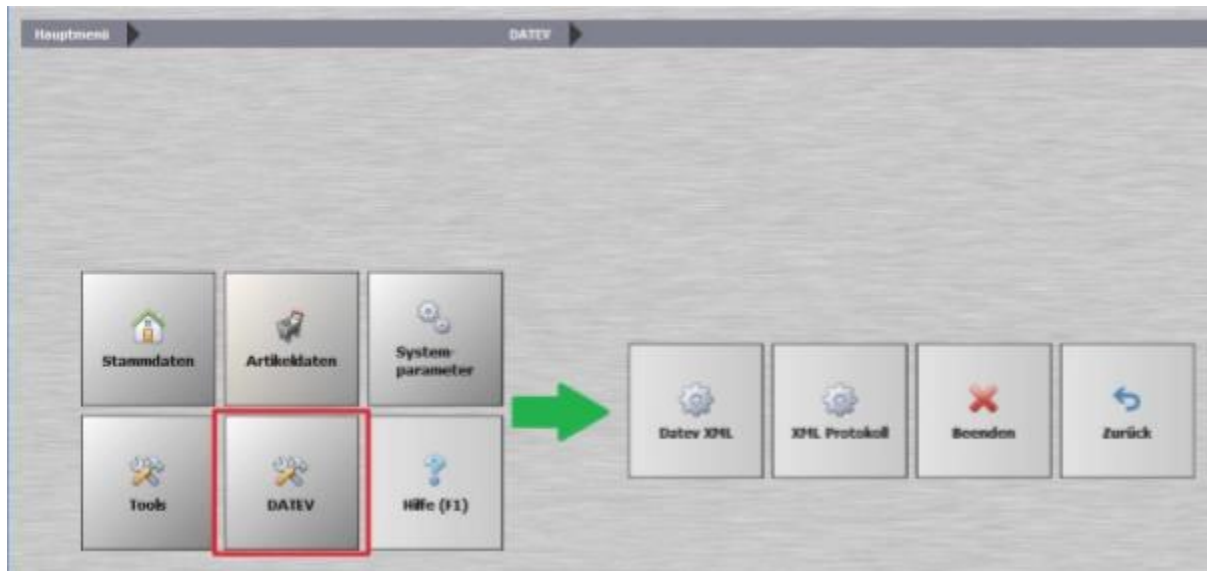 Hauptmenü
DATEV
Stammdaten
Artikeldaten
System-
parameter
Datev XML
XML Protokoll
Beenden
Zurück
Tools
DATEV
Hilfe (F1)